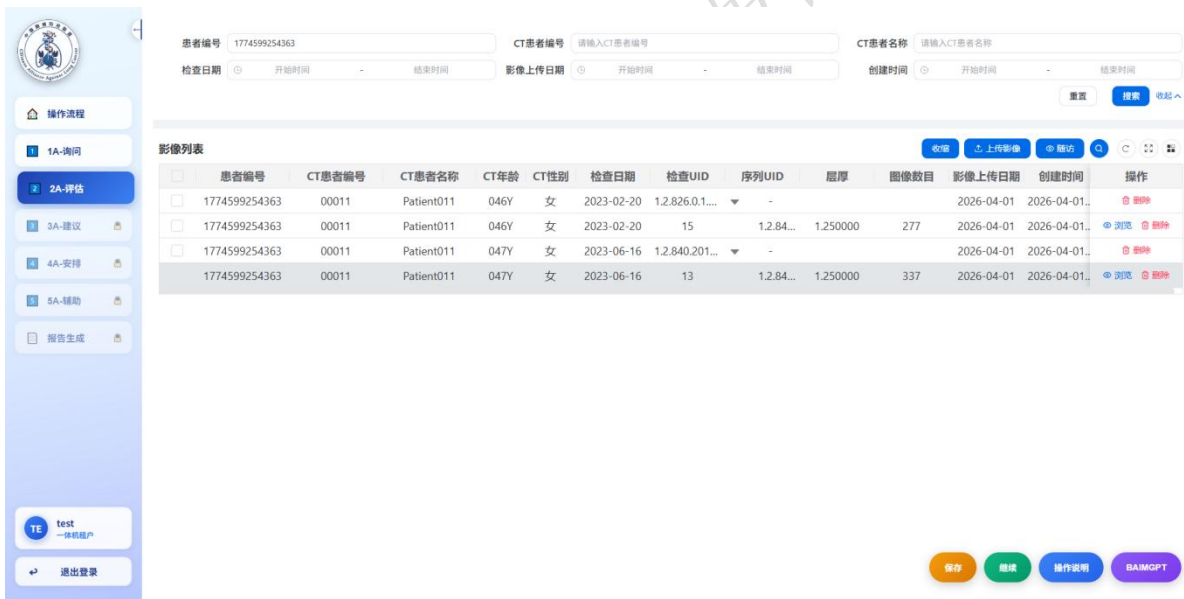 患者编号 1774599254363 CT患者编号 请输入CT患者编号 CT患者名称 请输入CT患者名称
检查日期 开始时间 - 结束时间 影像上传日期 开始时间 - 结束时间 创建时间 开始时间 - 结束时间
重置 搜索 收起
操作流程
1 1A-询问
2 2A-评估
3 3A-建议
4 4A-安排
5 5A-辅助
报告生成
影像列表 收缩 上传影像 随访
患者编号 CT患者编号 CT患者名称 CT年龄 CT性别 检查日期 检查UID 序列UID 层厚 图像数目 影像上传日期 创建时间 操作
1774599254363 00011 Patient011 046Y 女 2023-02-20 1.2.826.0.1.... - 2026-04-01 2026-04-01.. 删除
1774599254363 00011 Patient011 046Y 女 2023-02-20 15 1.2.84... 1.250000 277 2026-04-01 2026-04-01.. 浏览 删除
1774599254363 00011 Patient011 047Y 女 2023-06-16 1.2.840.201... - 2026-04-01 2026-04-01.. 删除
1774599254363 00011 Patient011 047Y 女 2023-06-16 13 1.2.84... 1.250000 337 2026-04-01 2026-04-01.. 浏览 删除
TE test
一体机租户
退出登录
保存 继续 操作说明 BAIMGPT